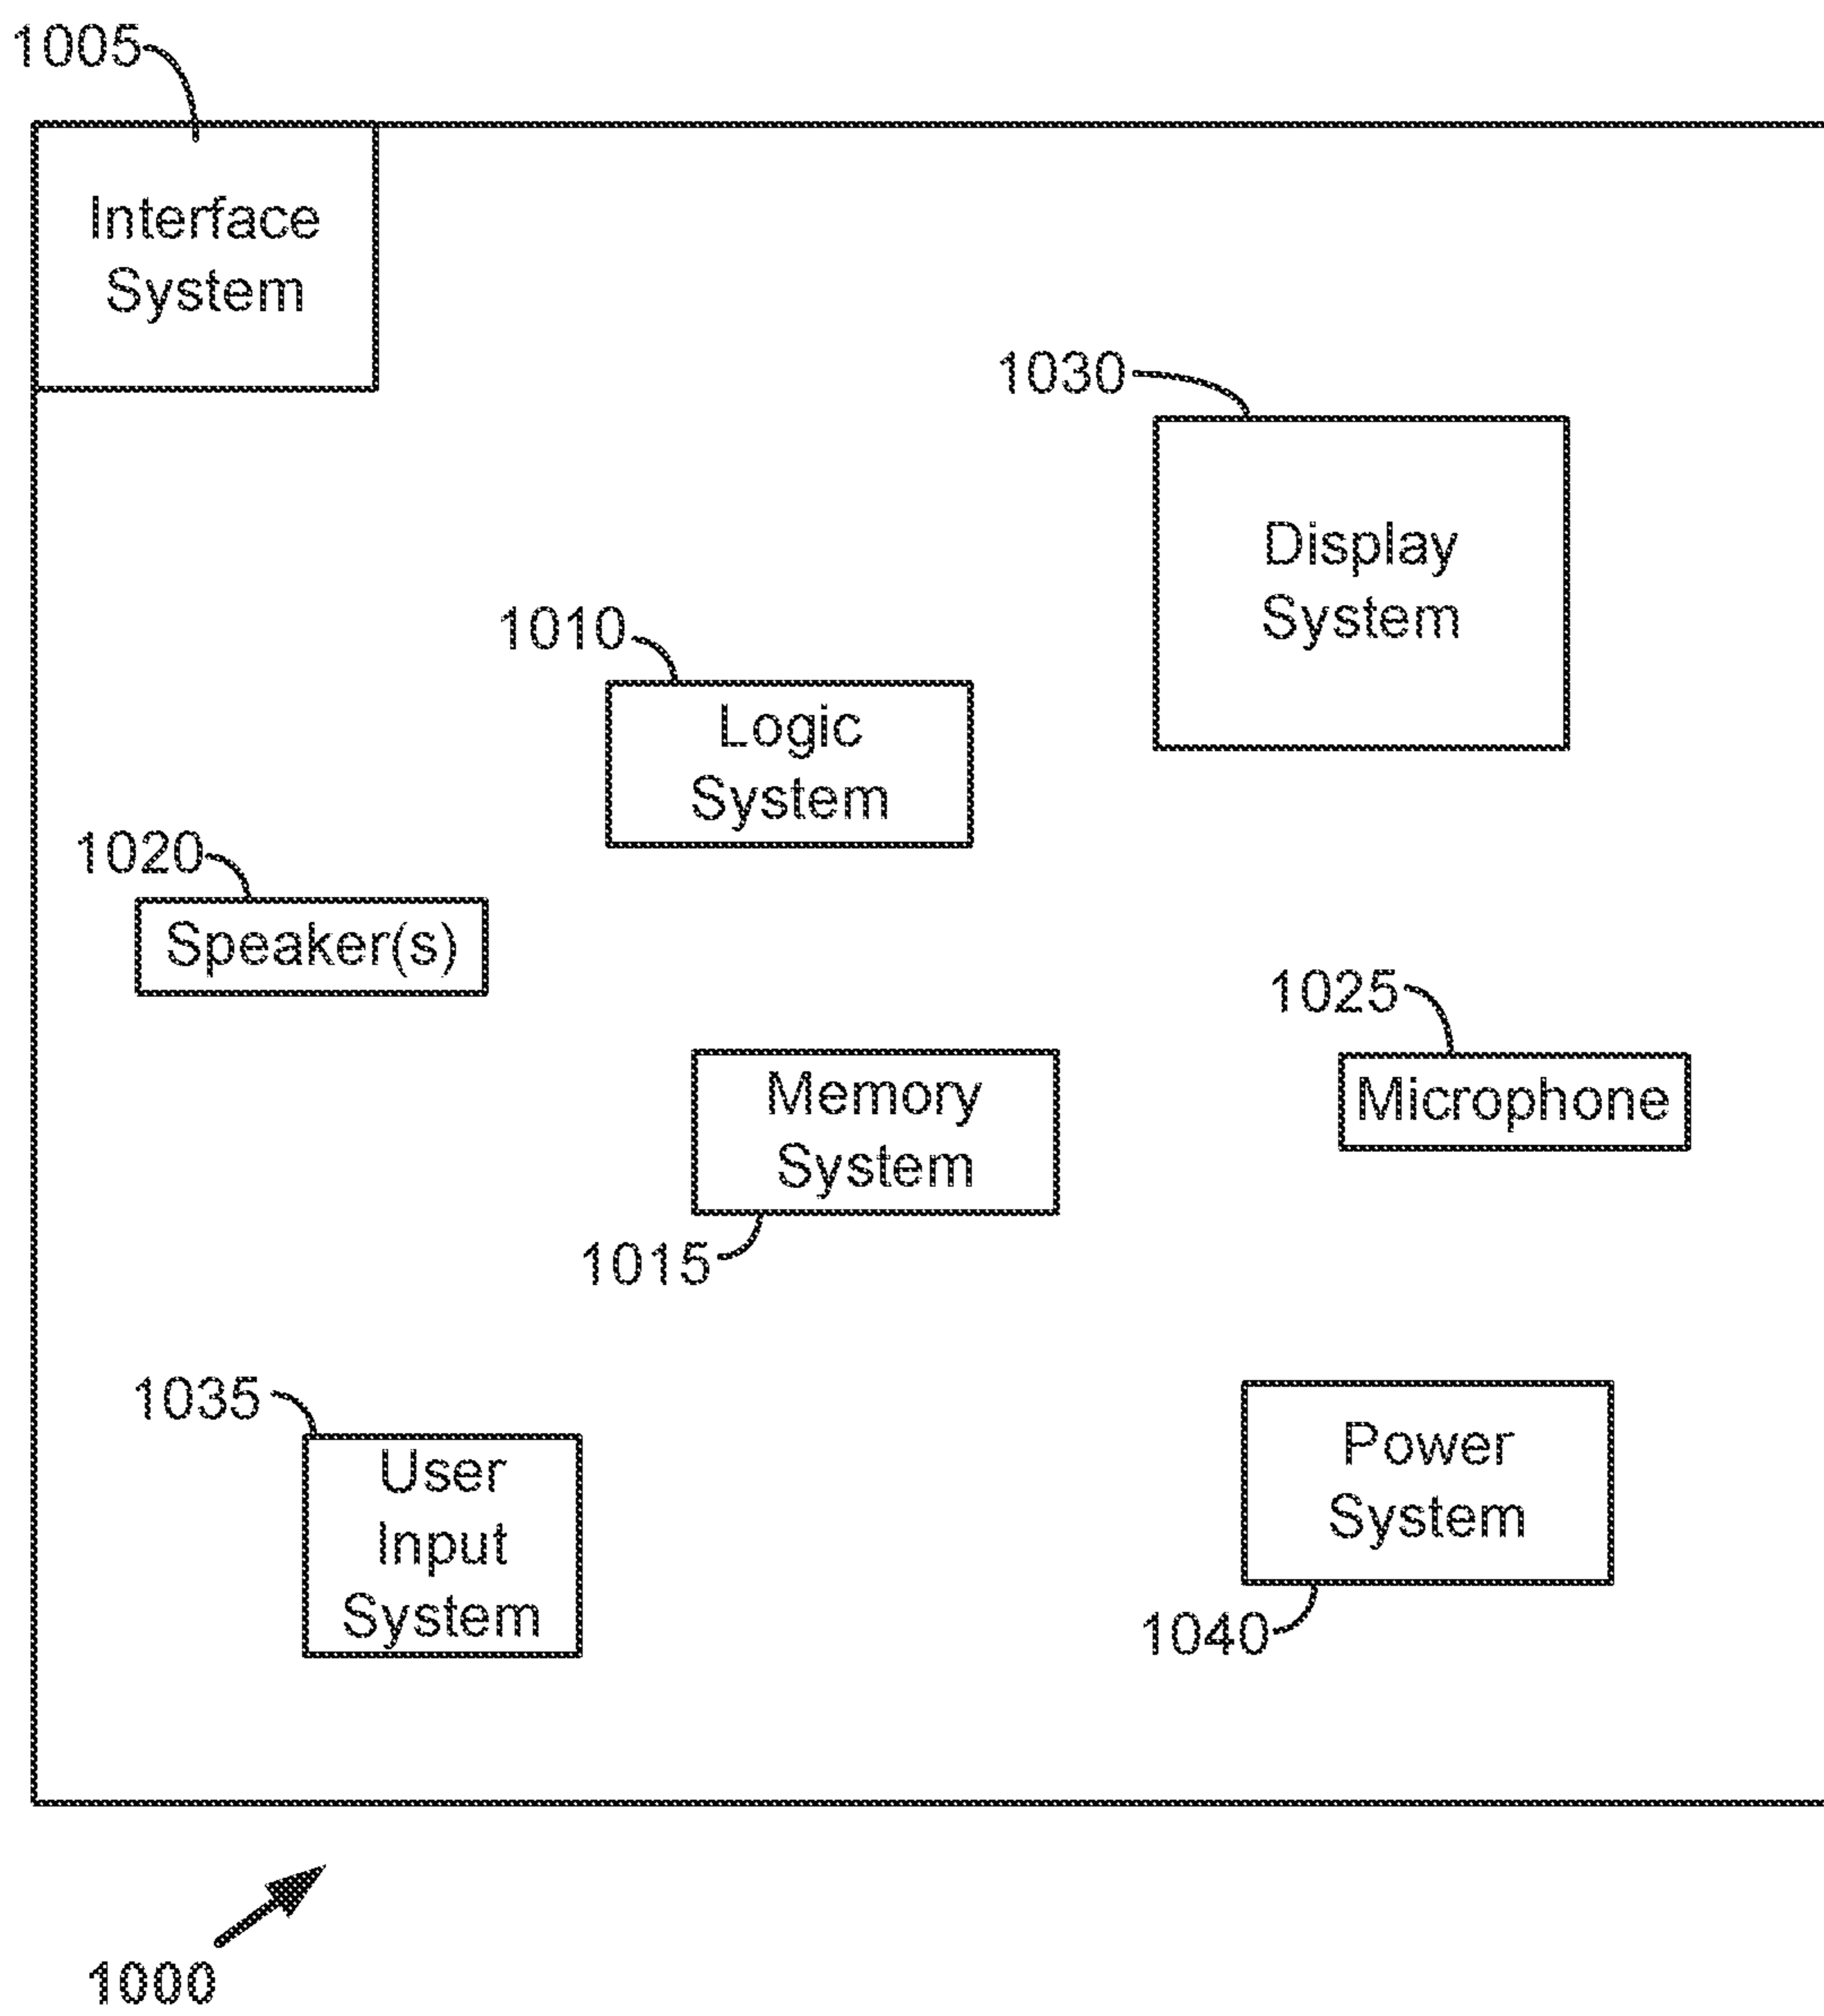 1005
Interface
System
1030
Display
System
1010
Logic
System
1020
Speaker(s)
1025
Microphone
Memory
System
1015
1035
User
Input
System
Power
System
1040
1000